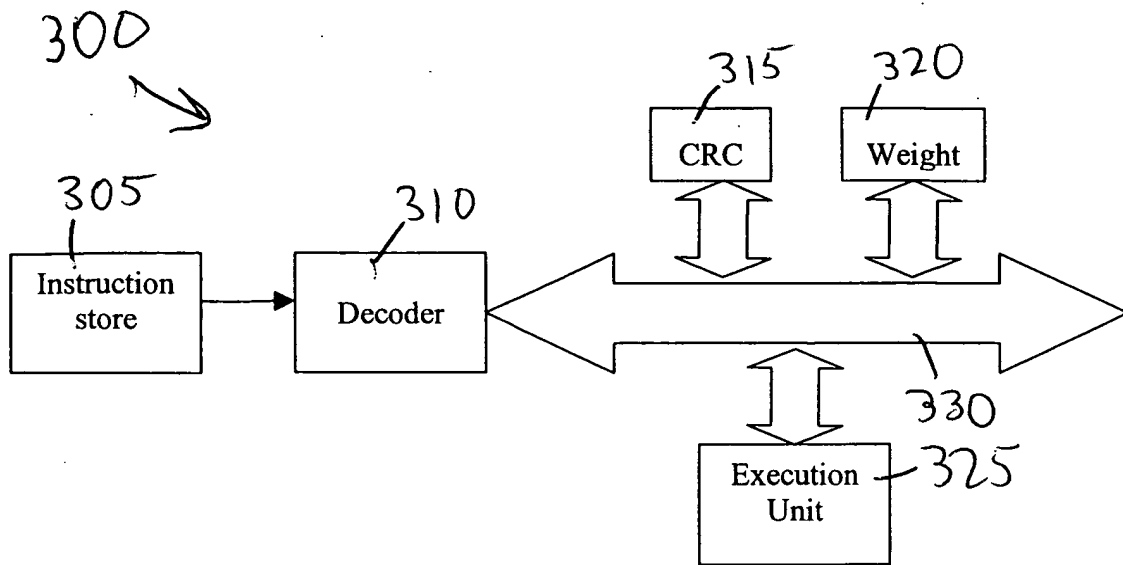 300
315
320
CRC
Weight
305
310
Instruction
store
Decoder
330
325
Execution
Unit